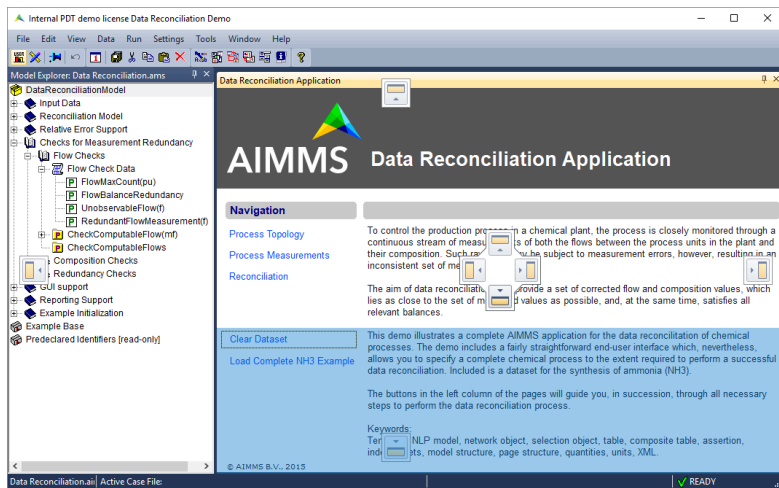 Internal PDT demo license Data Reconciliation Demo
File Edit View Data Run Settings Tools Window Help
Model Explorer: Data Reconciliation.ams
DataReconciliationModel
Input Data
Reconciliation Model
Relative Error Support
Checks for Measurement Redundancy
Flow Checks
Flow Check Data
FlowMaxCount(pu)
FlowBalanceRedundancy
UnobservableFlow(f)
RedundantFlowMeasurement(f)
CheckComputableFlow(mf)
CheckComputableFlows
Composition Checks
Redundancy Checks
GUI support
Reporting Support
Example Initialization
Example Base
Predeclared Identifiers [read-only]
Data Reconciliation Application
AIMMS Data Reconciliation Application
Navigation
Process Topology
Process Measurements
Reconciliation
To control the production process in a chemical plant, the process is closely monitored through a
continuous stream of of both the flows between the process units in the plant and
their composition. Such be subject to measurement errors, however, resulting in an
inconsistent set of
The aim of data provide a set of corrected flow and composition values, which
lies as close to the set of values as possible, and, at the same time, satisfies all
relevant balances.
Clear Dataset
Load Complete NH3 Example
This demo illustrates a complete AIMMS application for the data reconcilitation of chemical
processes. The demo includes a fairly straightforward end-user interface which, nevertheless,
allows you to specify a complete chemical process to the extent required to perform a successful
data reconciliation. Included is a dataset for the synthesis of ammonia (NH3).
The buttons in the left column of the pages will guide you, in succession, through all necessary
steps to perform the data reconciliation process.
Keywords:
NLP model, network object, selection object, table, composite table, assertion,
model structure, page structure, quantities, units, XML.
© AIMMS B.V., 2015
Data Reconciliation.ai Active Case File: READY